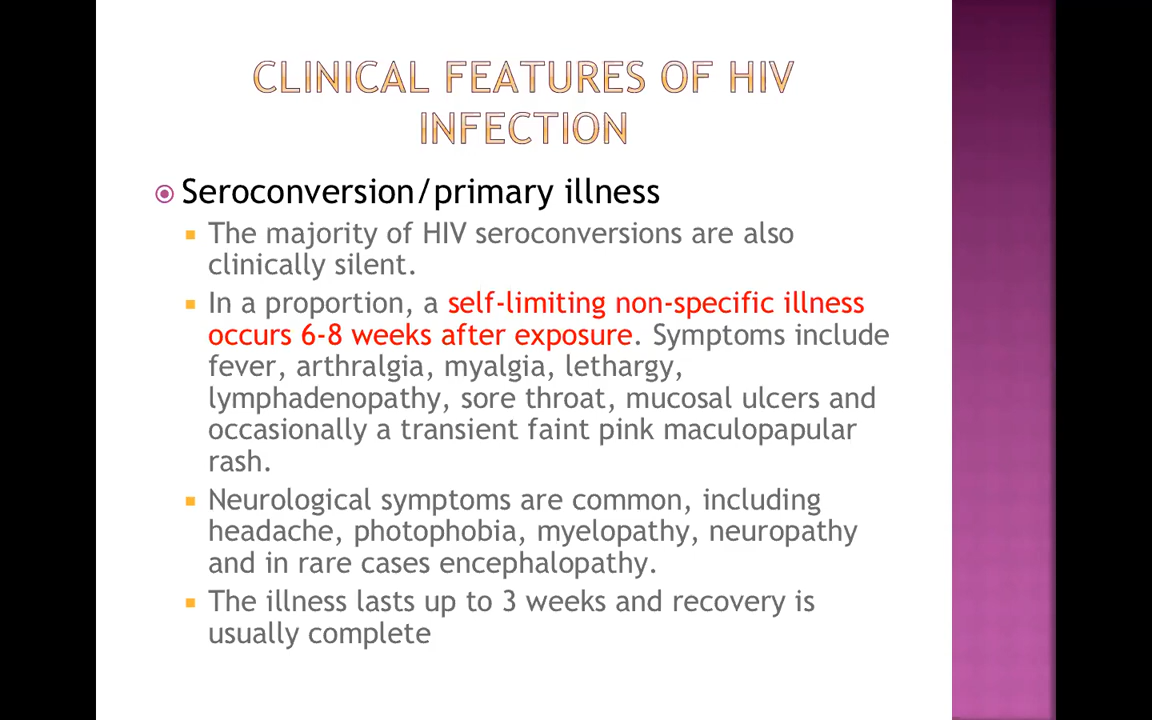 CLINICAL FEATURES OF HIV
INFECTION
Seroconversion/primary illness
The majority of HIV seroconversions are also
clinically silent.
In a proportion, a self-limiting non-specific illness
occurs 6-8 weeks after exposure. Symptoms include
fever, arthralgia, myalgia, lethargy,
lymphadenopathy, sore throat, mucosal ulcers and
occasionally a transient faint pink maculopapular
rash.
Neurological symptoms are common, including
headache, photophobia, myelopathy, neuropathy
and in rare cases encephalopathy.
The illness lasts up to 3 weeks and recovery is
usually complete